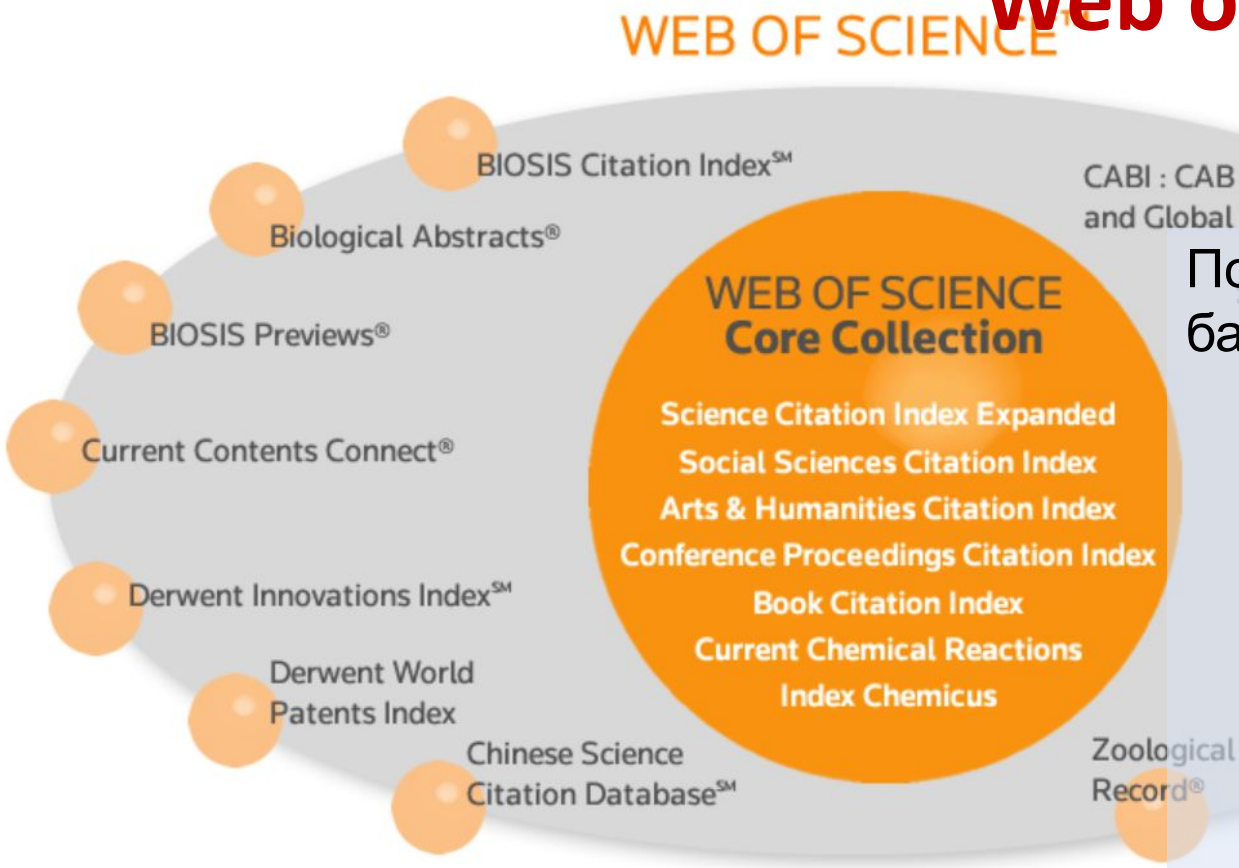 WEB OF SCIENCE™
Web o
BIOSIS Citation Index℠
CABI : CAB
and Global
Biological Abstracts®
BIOSIS Previews®
Current Contents Connect®
Derwent Innovations Index℠
Derwent World
Patents Index
Chinese Science
Citation Database℠
WEB OF SCIENCE
Core Collection
Science Citation Index Expanded
Social Sciences Citation Index
Arts & Humanities Citation Index
Conference Proceedings Citation Index
Book Citation Index
Current Chemical Reactions
Index Chemicus
Zoological
Record®
ба